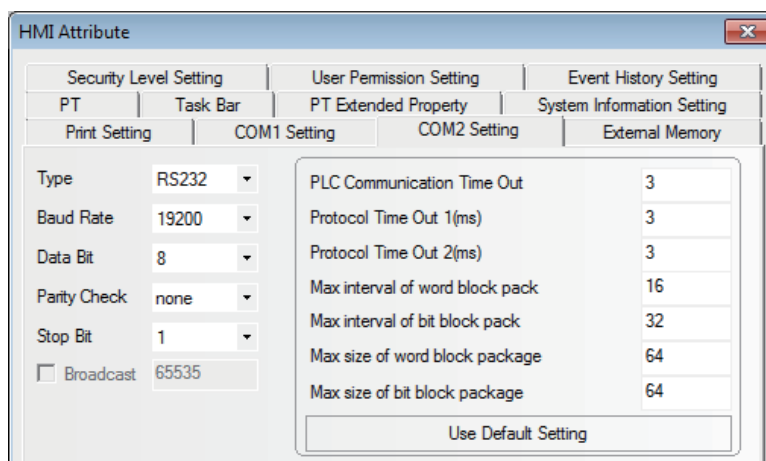 HMI Attribute
Security Level Setting User Permission Setting Event History Setting
PT Task Bar PT Extended Property System Information Setting
Print Setting COM1 Setting COM2 Setting External Memory
Type RS232
Baud Rate 19200
Data Bit 8
Parity Check none
Stop Bit 1
Broadcast 65535
PLC Communication Time Out 3
Protocol Time Out 1(ms) 3
Protocol Time Out 2(ms) 3
Max interval of word block pack 16
Max interval of bit block pack 32
Max size of word block package 64
Max size of bit block package 64
Use Default Setting